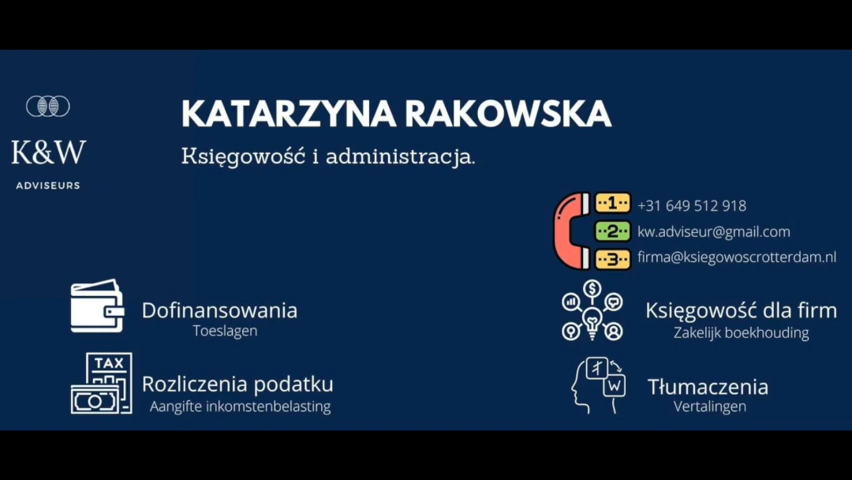 K&W
ADVISEURS
KATARZYNA RAKOWSKA
Księgowość i administracja.
1
+31 649 512 918
2
kw.adviseur@gmail.com
3
firma@ksiegowoscrotterdam.nl
Dofinansowania
Toeslagen
Księgowość dla firm
Zakelijk boekhouding
TAX
Rozliczenia podatku
Aangifte inkomstenbelasting
W
Tłumaczenia
Vertalingen